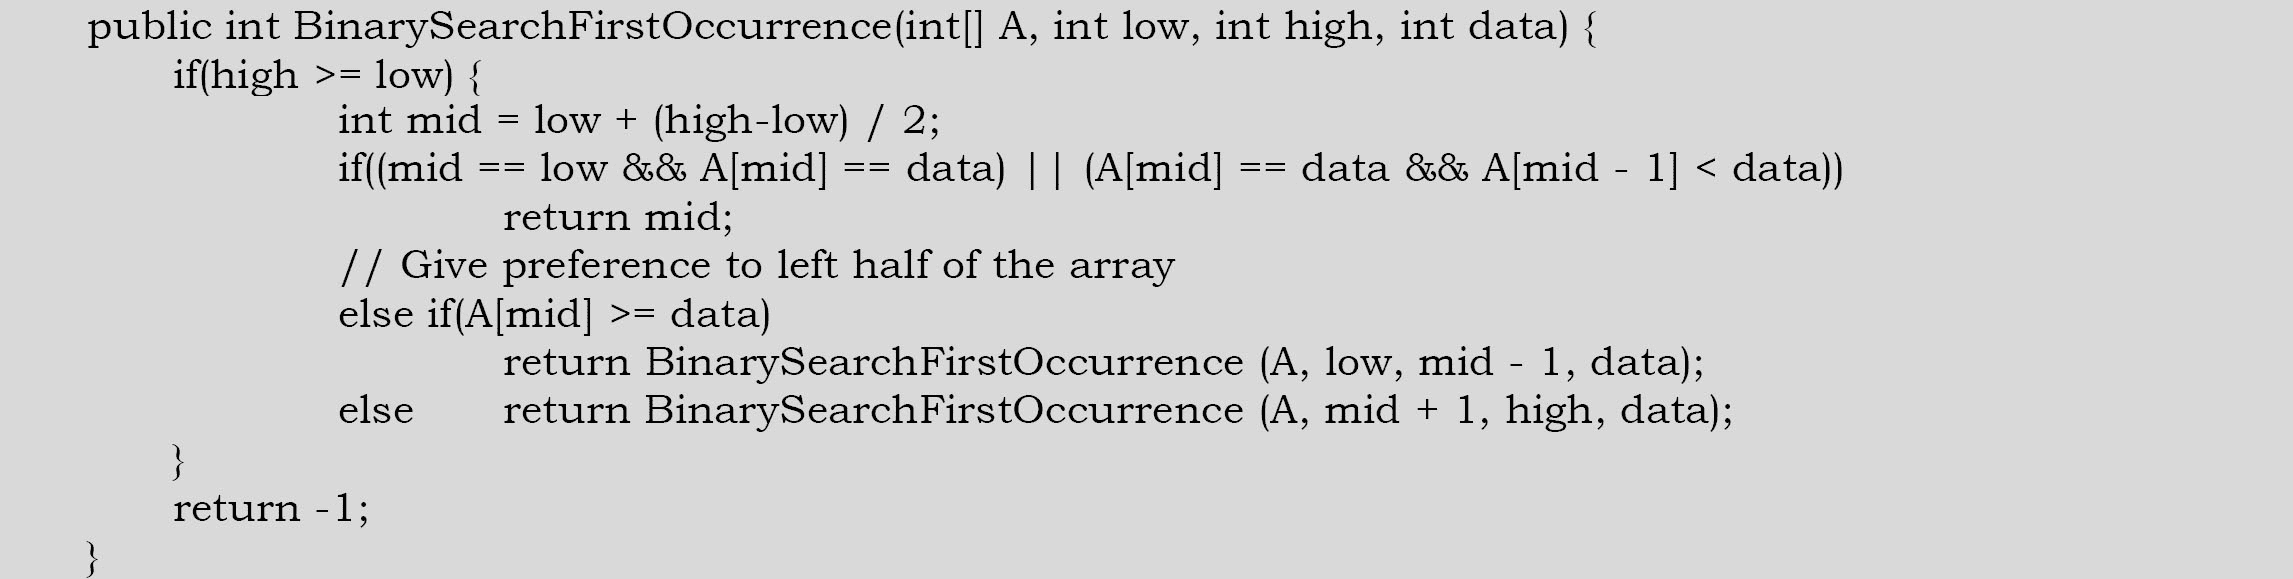 public int BinarySearchFirstOccurrence(int[] A, int low, int high, int data) {
if(high >= low) {
int mid = low + (high-low) / 2;
if((mid == low && A[mid] == data) || (A[mid] == data && A[mid - 1] < data))
return mid;
// Give preference to left half of the array
else if(A[mid] >= data)
return BinarySearchFirstOccurrence (A, low, mid - 1, data);
else return BinarySearchFirstOccurrence (A, mid + 1, high, data);
}
return -1;
}